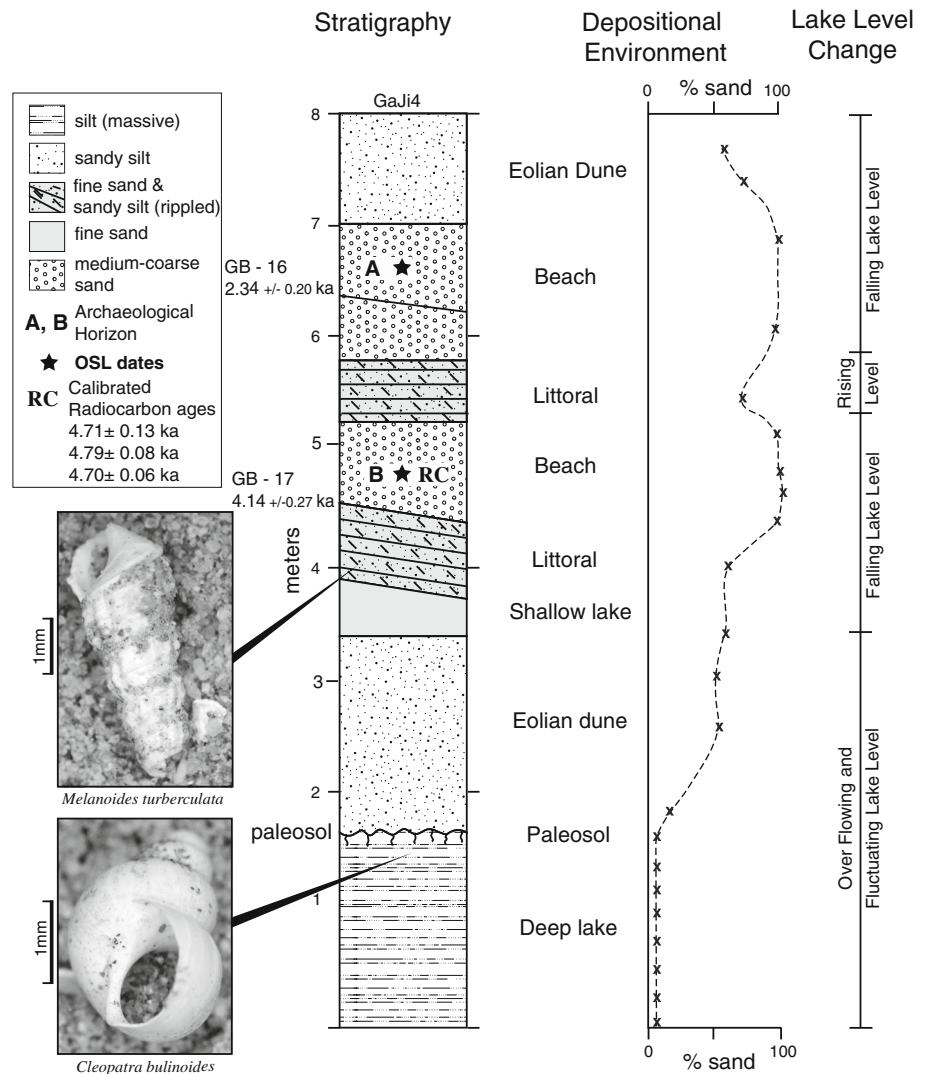 Stratigraphy
Depositional
Environment
Lake Level
Change
silt (massive)
sandy silt
fine sand &
sandy silt (rippled)
fine sand
medium-coarse
sand
A, B Archaeological
Horizon
OSL dates
RC Calibrated
Radiocarbon ages
4.71± 0.13 ka
4.79± 0.08 ka
4.70± 0.06 ka
GaJi4
8
7
6
5
4
3
2
1
meters
GB - 16
2.34 +/- 0.20 ka
A
GB - 17
4.14 +/-0.27 ka
B RC
paleosol
1mm
Melanoides turberculata
1mm
Cleopatra bulinoides
Eolian Dune
Beach
Littoral
Beach
Littoral
Shallow lake
Eolian dune
Paleosol
Deep lake
0 % sand 100
0 100
% sand
Falling Lake Level
Rising
Level
Falling Lake Level
Over Flowing and
Fluctuating Lake Level